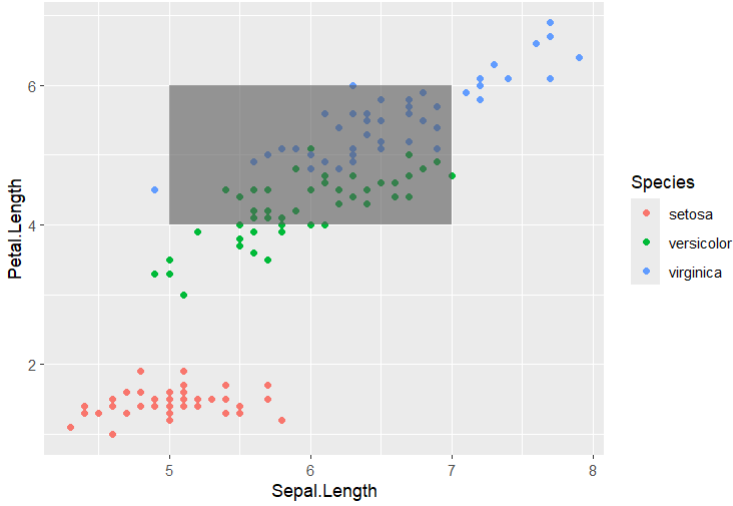 6
4
2
Petal.Length
5 6 7 8
Sepal.Length
Species
setosa
versicolor
virginica